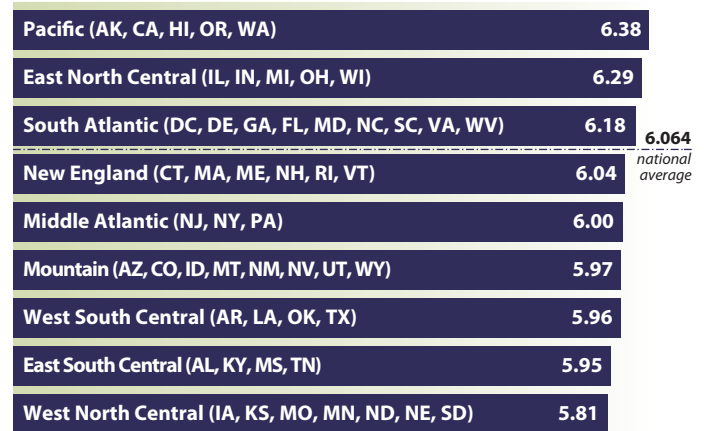 Pacific (AK, CA, HI, OR, WA) 6.38
East North Central (IL, IN, MI, OH, WI) 6.29
South Atlantic (DC, DE, GA, FL, MD, NC, SC, VA, WV) 6.18
6.064
national
average
New England (CT, MA, ME, NH, RI, VT) 6.04
Middle Atlantic (NJ, NY, PA) 6.00
Mountain (AZ, CO, ID, MT, NM, NV, UT, WY) 5.97
West South Central (AR, LA, OK, TX) 5.96
East South Central (AL, KY, MS, TN) 5.95
West North Central (IA, KS, MO, MN, ND, NE, SD) 5.81